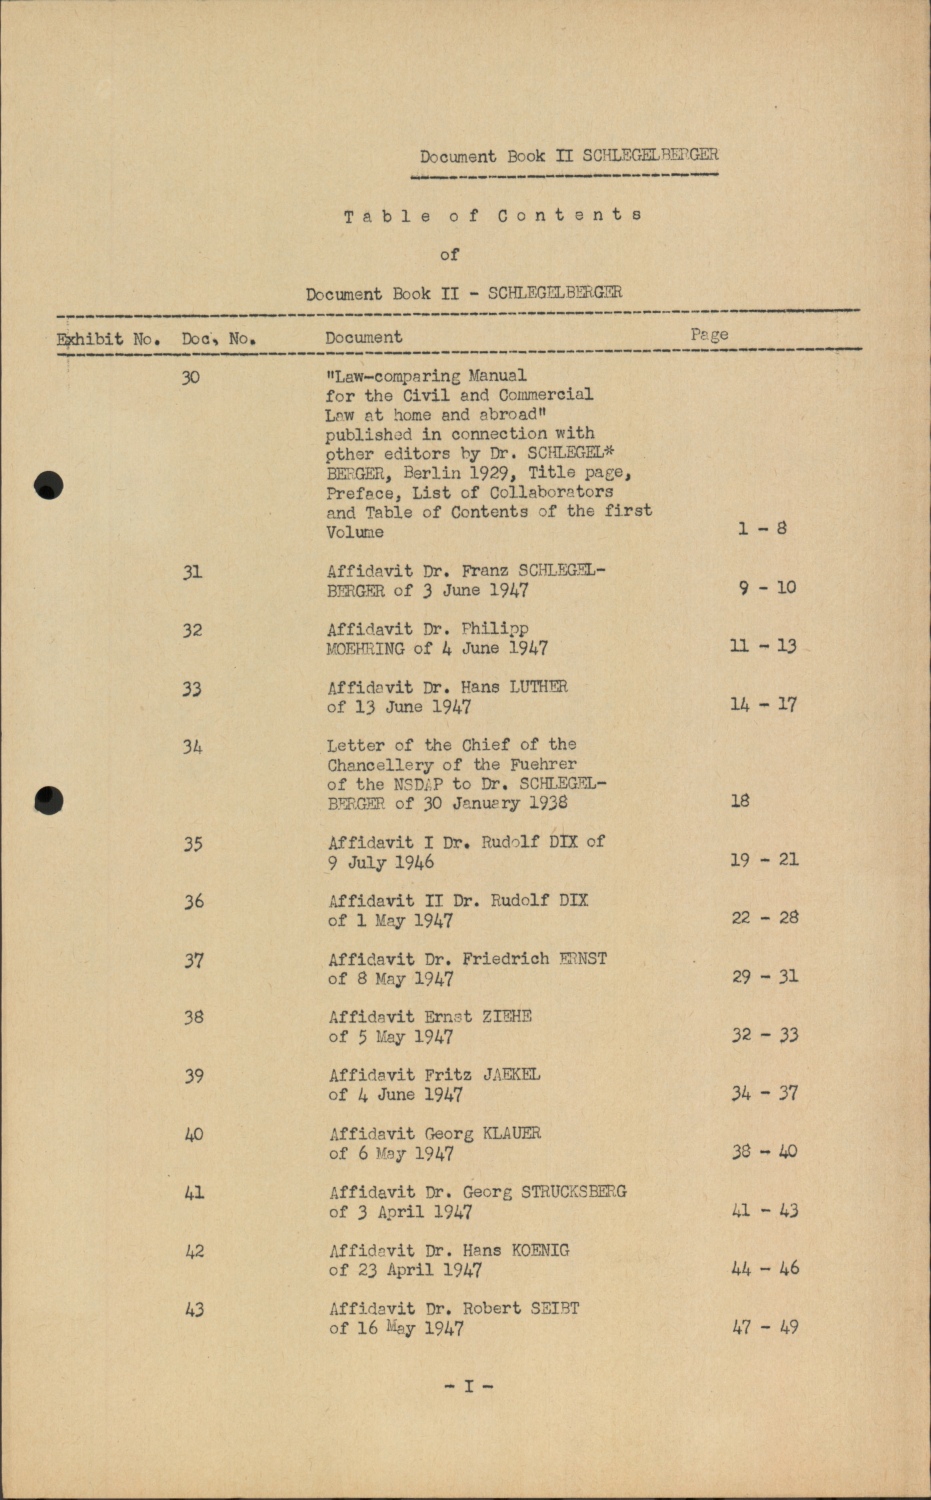 Document Book II SCHLEGELBERGER
Table of Contents
of
Document Book II - SCHLEGELBERGER
Exhibit No. Doc. No. Document Page
30 "Law-comparing Manual
for the Civil and Commercial
Law at home and abroad"
published in connection with
pther editors by Dr. SCHLEGEL*
BERGER, Berlin 1929, Title page,
Preface, List of Collaborators
and Table of Contents of the first
Volume 1 - 8
31 Affidavit Dr. Franz SCHLEGEL-
BERGER of 3 June 1947 9 - 10
32 Affidavit Dr. Philipp
MOEHRING of 4 June 1947 11 - 13
33 Affidavit Dr. Hans LUTHER
of 13 June 1947 14 - 17
34 Letter of the Chief of the
Chancellery of the Fuehrer
of the NSDAP to Dr. SCHLEGEL-
BERGER of 30 January 1938 18
35 Affidavit I Dr. Rudolf DIX of
9 July 1946 19 - 21
36 Affidavit II Dr. Rudolf DIX
of 1 May 1947 22 - 28
37 Affidavit Dr. Friedrich ERNST
of 8 May 1947 29 - 31
38 Affidavit Ernst ZIEHE
of 5 May 1947 32 - 33
39 Affidavit Fritz JAEKEL
of 4 June 1947 34 - 37
40 Affidavit Georg KLAUER
of 6 May 1947 38 - 40
41 Affidavit Dr. Georg STRUCKSBERG
of 3 April 1947 41 - 43
42 Affidavit Dr. Hans KOENIG
of 23 April 1947 44 - 46
43 Affidavit Dr. Robert SEIBT
of 16 May 1947 47 - 49
- I -